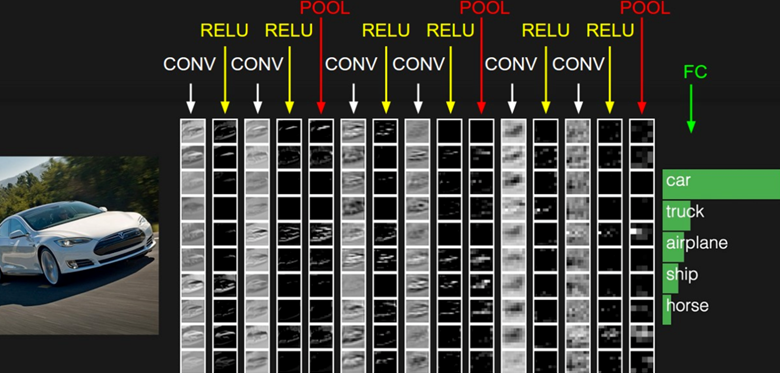 POOL POOL POOL
RELU RELU RELU RELU RELU RELU
CONV CONV CONV CONV CONV CONV
FC
car
truck
airplane
ship
horse